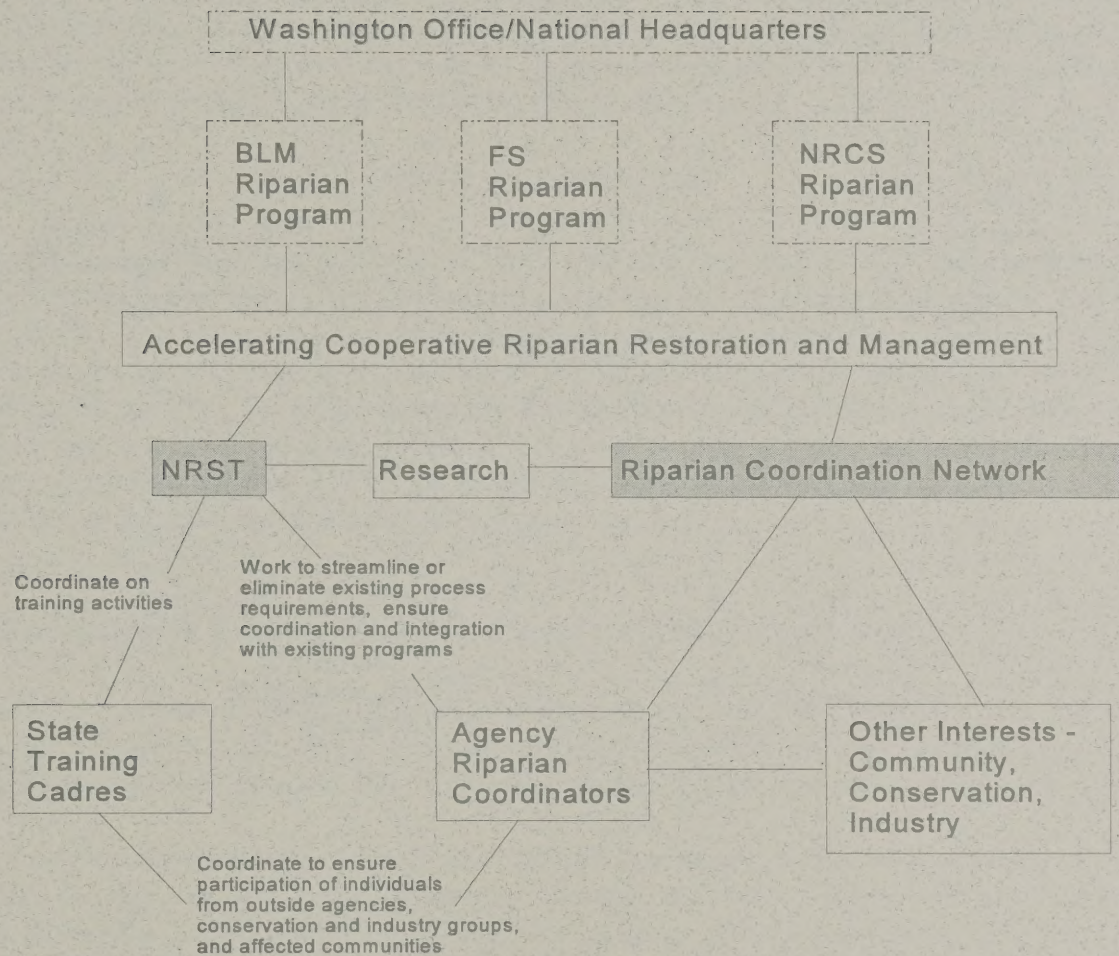 Washington Office/National Headquarters
BLM
Riparian
Program
FS
Riparian
Program
NRCS
Riparian
Program
Accelerating Cooperative Riparian Restoration and Management
NRST
Research
Riparian Coordination Network
Coordinate on
training activities
Work to streamline or
eliminate existing process
requirements, ensure
coordination and integration
with existing programs
State
Training
Cadres
Agency
Riparian
Coordinators
Other Interests -
Community,
Conservation,
Industry
Coordinate to ensure
participation of individuals
from outside agencies,
conservation and industry groups,
and affected communities